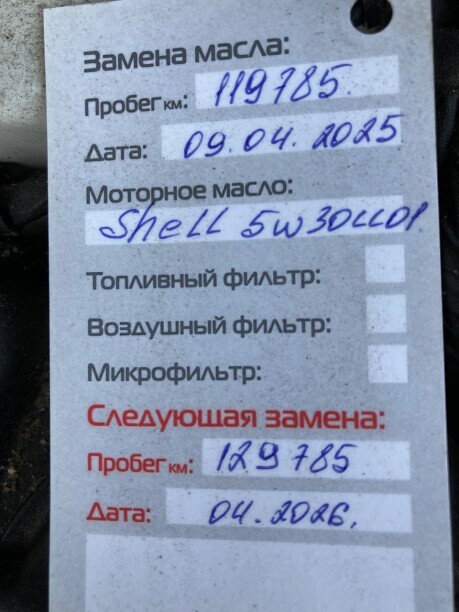 Замена масла:
Пробег км: 119785.
Дата: 09.04.2025
Моторное масло:
Shell 5w30LL01
Топливный фильтр:
Воздушный фильтр:
Микрофильтр:
Следующая замена:
Пробег км: 129785
Дата: 04.2026.